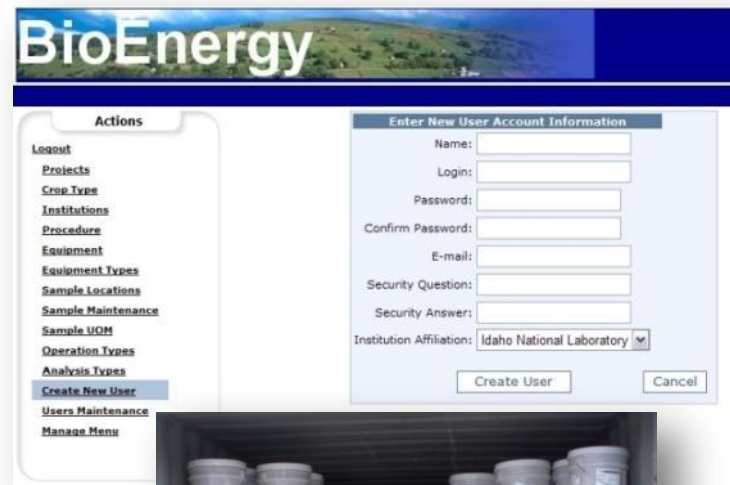 BioEnergy
Actions
Logout
Projects
Crop Type
Institutions
Procedure
Equipment
Equipment Types
Sample Locations
Sample Maintenance
Sample UOM
Operation Types
Analysis Types
Create New User
Users Maintenance
Manage Menu
Enter New User Account Information
Name:
Login:
Password:
Confirm Password:
E-mail:
Security Question:
Security Answer:
Institution Affiliation: Idaho National Laboratory
Create User Cancel